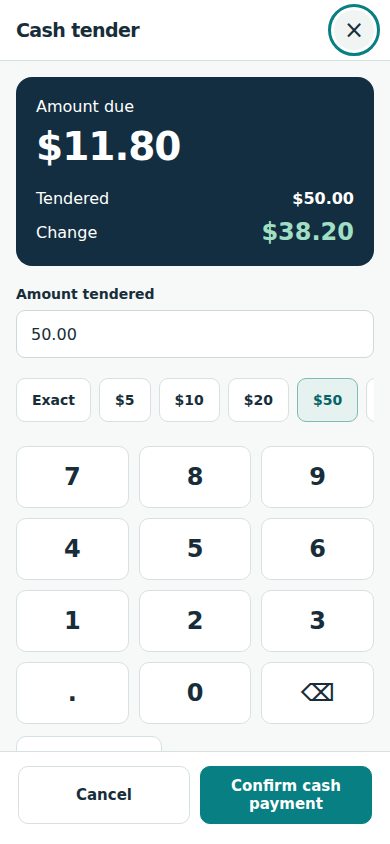 Cash tender
×
Amount due
$11.80
Tendered $50.00
Change $38.20
Amount tendered
50.00
Exact $5 $10 $20 $50
7 8 9
4 5 6
1 2 3
. 0 ⌫
Cancel
Confirm cash
payment